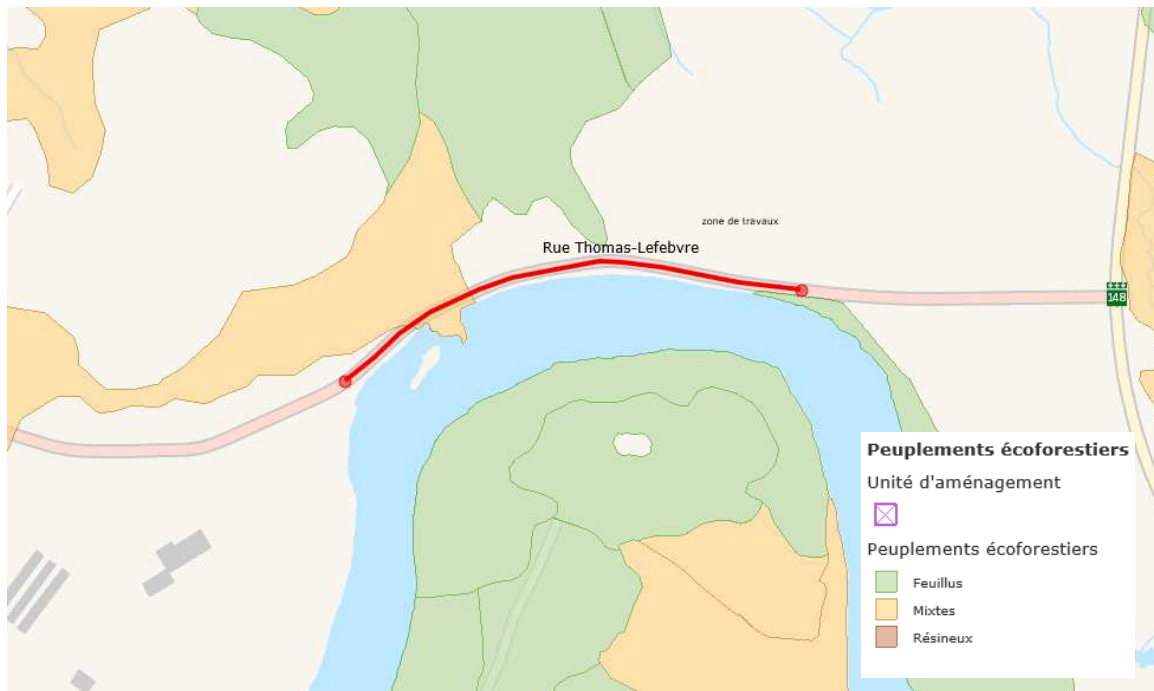 zone de travaux
Rue Thomas-Lefebvre
148
Peuplements écoforestiers
Unité d'aménagement
Peuplements écoforestiers
Feuillus
Mixtes
Résineux